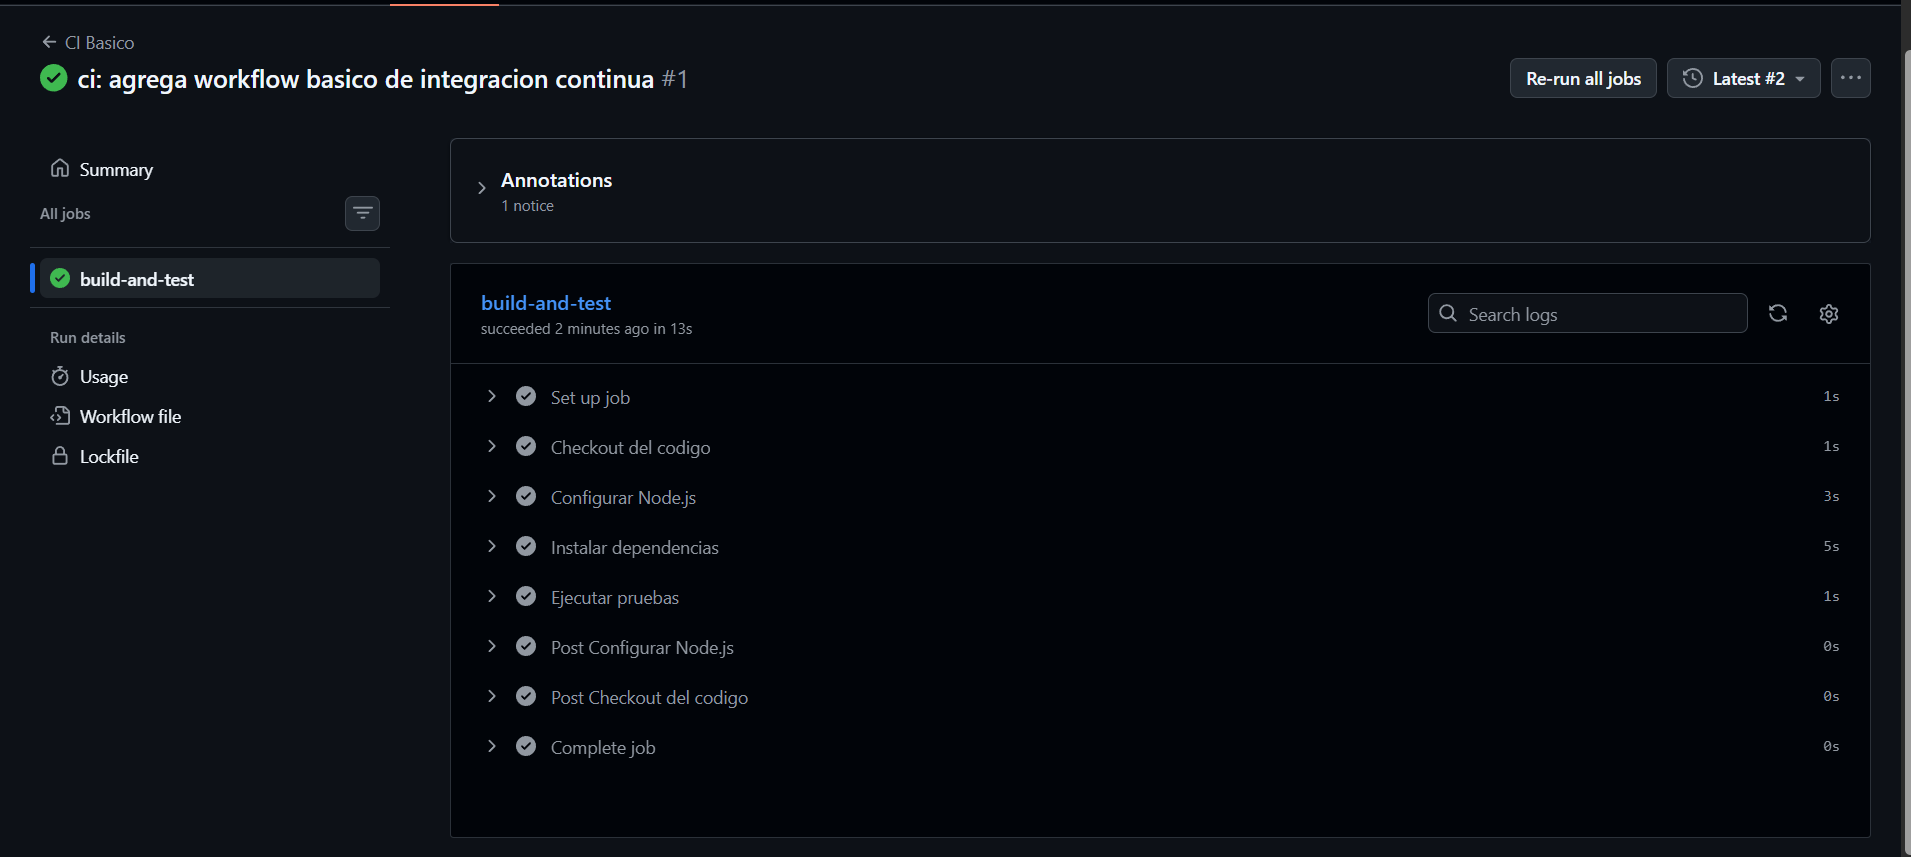 CI Basico
ci: agrega workflow basico de integracion continua #1
Re-run all jobs
Latest #2
Summary
All jobs
build-and-test
Run details
Usage
Workflow file
Lockfile
Annotations
1 notice
build-and-test
succeeded 2 minutes ago in 13s
Search logs
Set up job 1s
Checkout del codigo 1s
Configurar Node.js 3s
Instalar dependencias 5s
Ejecutar pruebas 1s
Post Configurar Node.js 0s
Post Checkout del codigo 0s
Complete job 0s